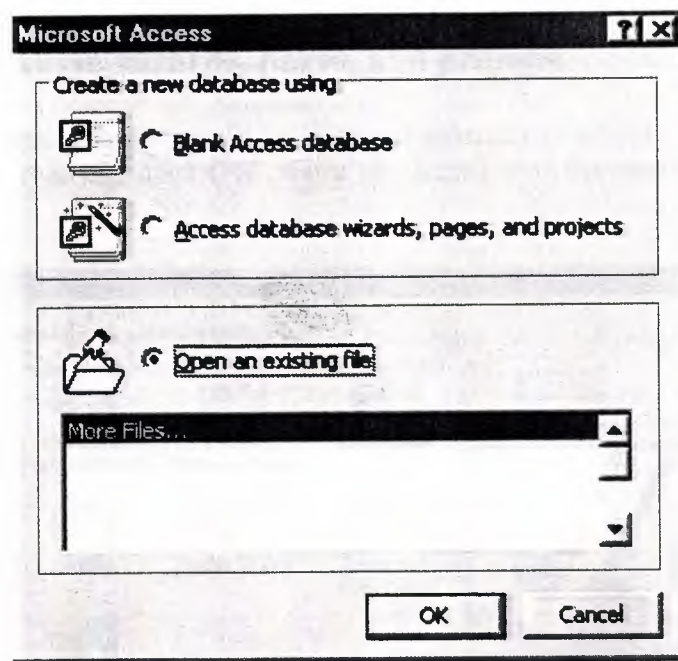 Microsoft Access
Create a new database using
Blank Access database
Access database wizards, pages, and projects
Open an existing file
More Files...
OK
Cancel